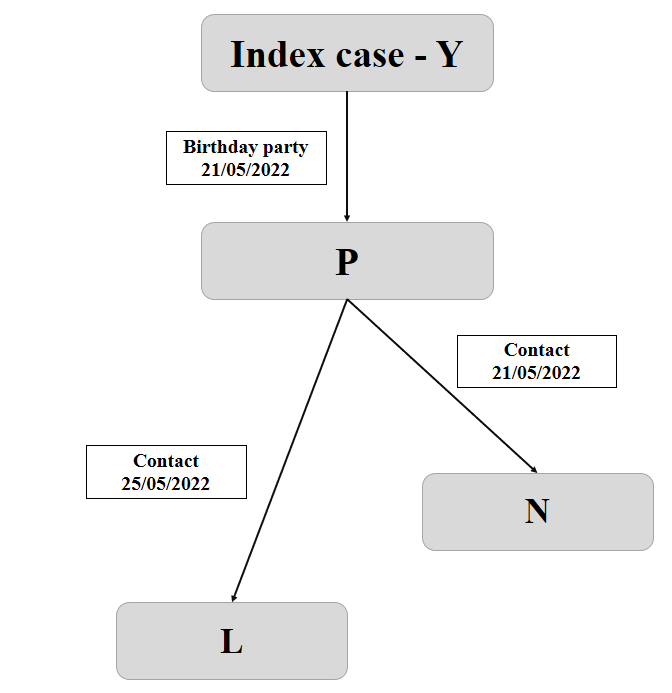 Index case - Y
Birthday party
21/05/2022
P
Contact
21/05/2022
Contact
25/05/2022
N
L